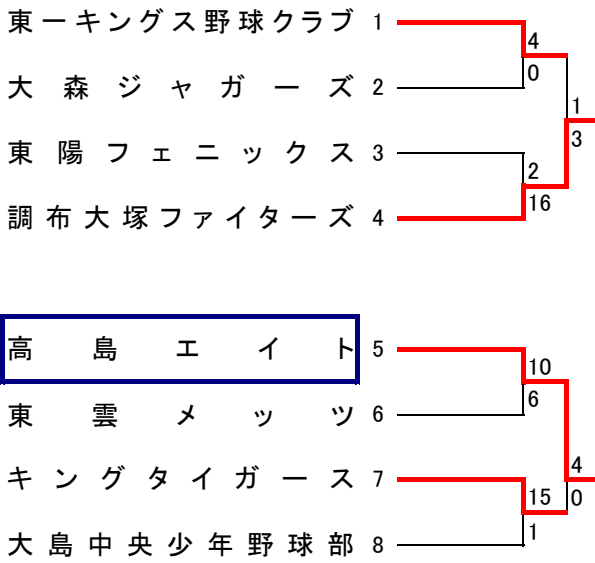 東一キングス野球クラブ 1
4
0
大森ジャガーズ 2
1
3
東陽フェニックス 3
2
16
調布大塚ファイターズ 4
高島エイト 5
10
6
東雲メッツ 6
4
0
キングタイガース 7
15
1
大島中央少年野球部 8